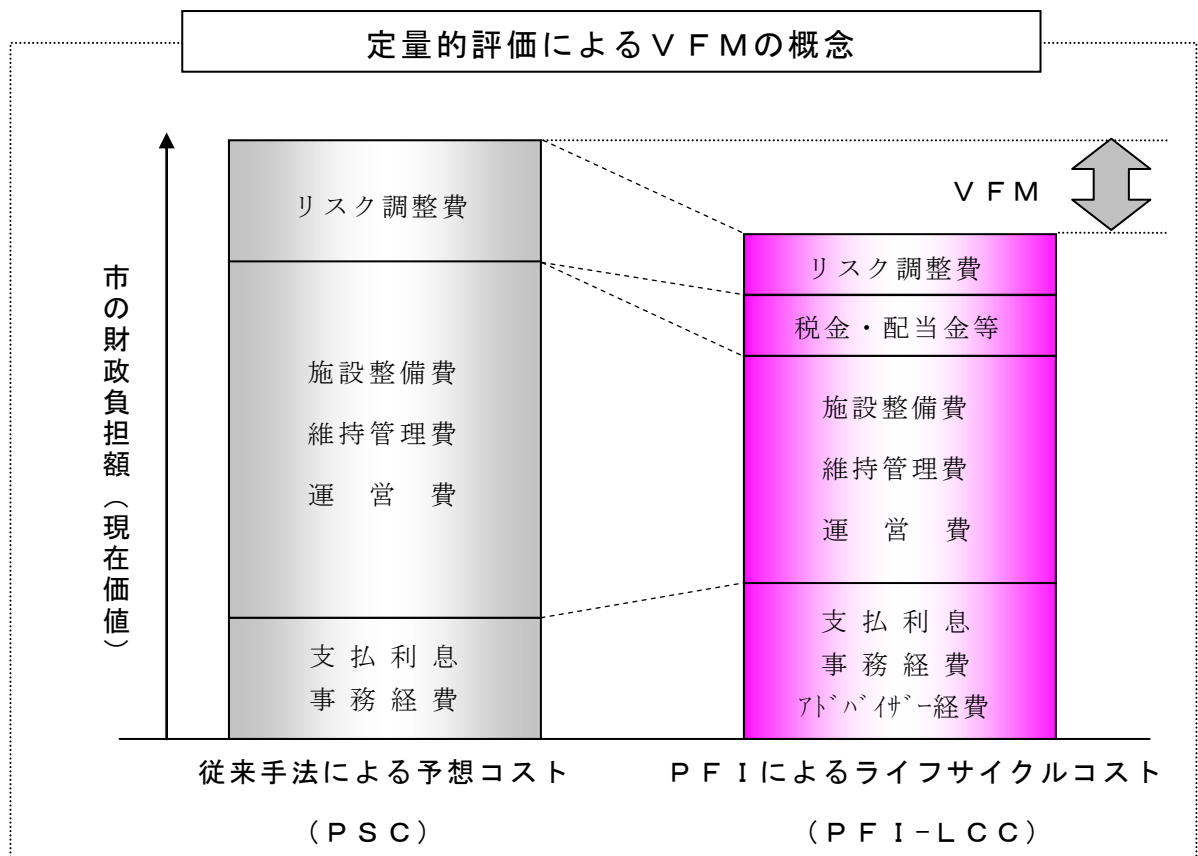 定量的評価によるＶＦＭの概念
市の財政負担額（現在価値）
リスク調整費
施設整備費
維持管理費
運　営　費
支 払 利 息
事 務 経 費
ＶＦＭ
リスク調整費
税金・配当金等
施設整備費
維持管理費
運　営　費
支 払 利 息
事 務 経 費
ｱﾄﾞﾊﾞｲｻﾞｰ経費
従来手法による予想コスト
（ＰＳＣ）
ＰＦＩによるライフサイクルコスト
（ＰＦＩ-ＬＣＣ）